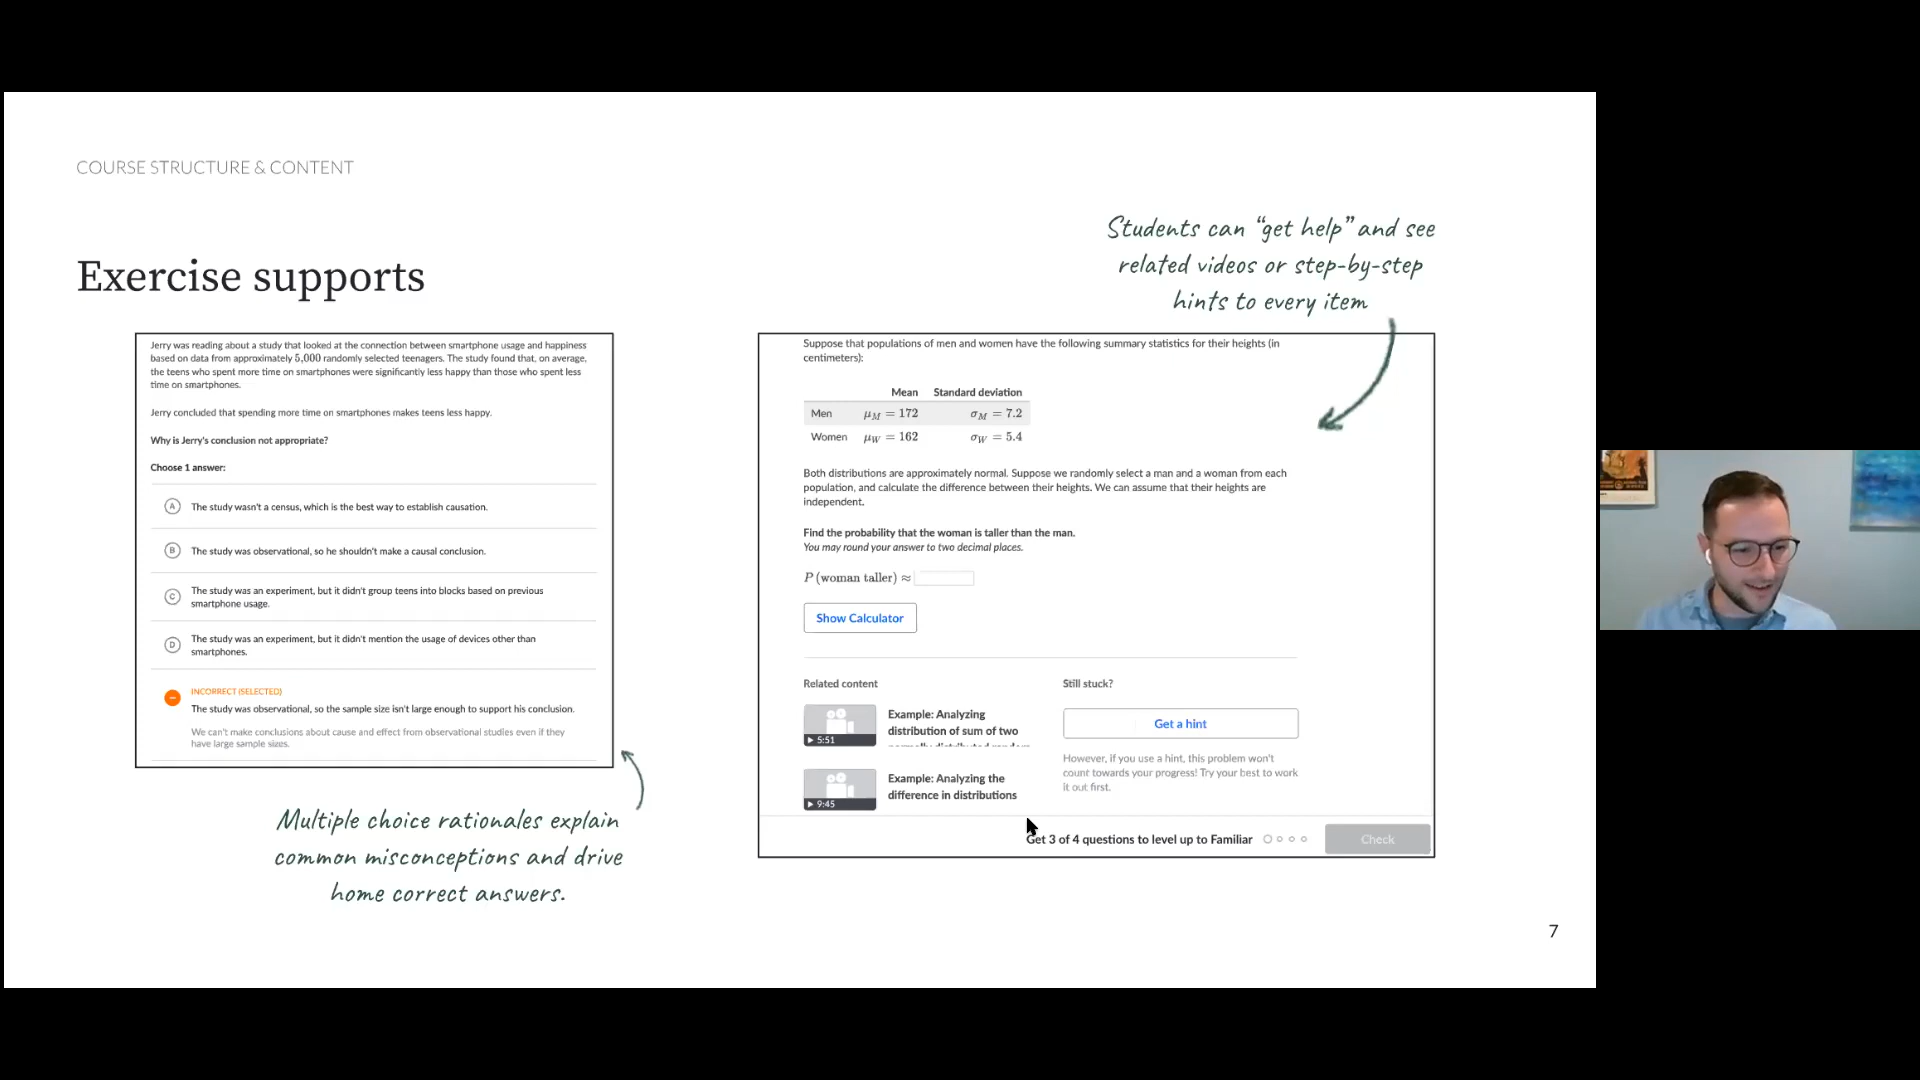 COURSE STRUCTURE & CONTENT
Exercise supports
Students can “get help” and see
related videos or step-by-step
hints to every item
Jerry was reading about a study that looked at the connection between smartphone usage and happiness
based on data from approximately 5,000 randomly selected teenagers. The study found that, on average,
the teens who spent more time on smartphones were significantly less happy than those who spent less
time on smartphones.
Jerry concluded that spending more time on smartphones makes teens less happy.
Why is Jerry's conclusion not appropriate?
Choose 1 answer:
A The study wasn't a census, which is the best way to establish causation.
B The study was observational, so he shouldn't make a causal conclusion.
C The study was an experiment, but it didn't group teens into blocks based on previous
smartphone usage.
D The study was an experiment, but it didn't mention the usage of devices other than
smartphones.
INCORRECT (SELECTED)
The study was observational, so the sample size isn't large enough to support his conclusion.
We can't make conclusions about cause and effect from observational studies even if they
have large sample sizes.
Multiple choice rationales explain
common misconceptions and drive
home correct answers.
Suppose that populations of men and women have the following summary statistics for their heights (in
centimeters):
Mean Standard deviation
Men μM = 172 σM = 7.2
Women μW = 162 σW = 5.4
Both distributions are approximately normal. Suppose we randomly select a man and a woman from each
population, and calculate the difference between their heights. We can assume that their heights are
independent.
Find the probability that the woman is taller than the man.
You may round your answer to two decimal places.
P (woman taller) ≈
Show Calculator
Related content
5:51
Example: Analyzing
distribution of sum of two
9:45
Example: Analyzing the
difference in distributions
Still stuck?
Get a hint
However, if you use a hint, this problem won't
count towards your progress! Try your best to work
it out first.
Get 3 of 4 questions to level up to Familiar
Check
7